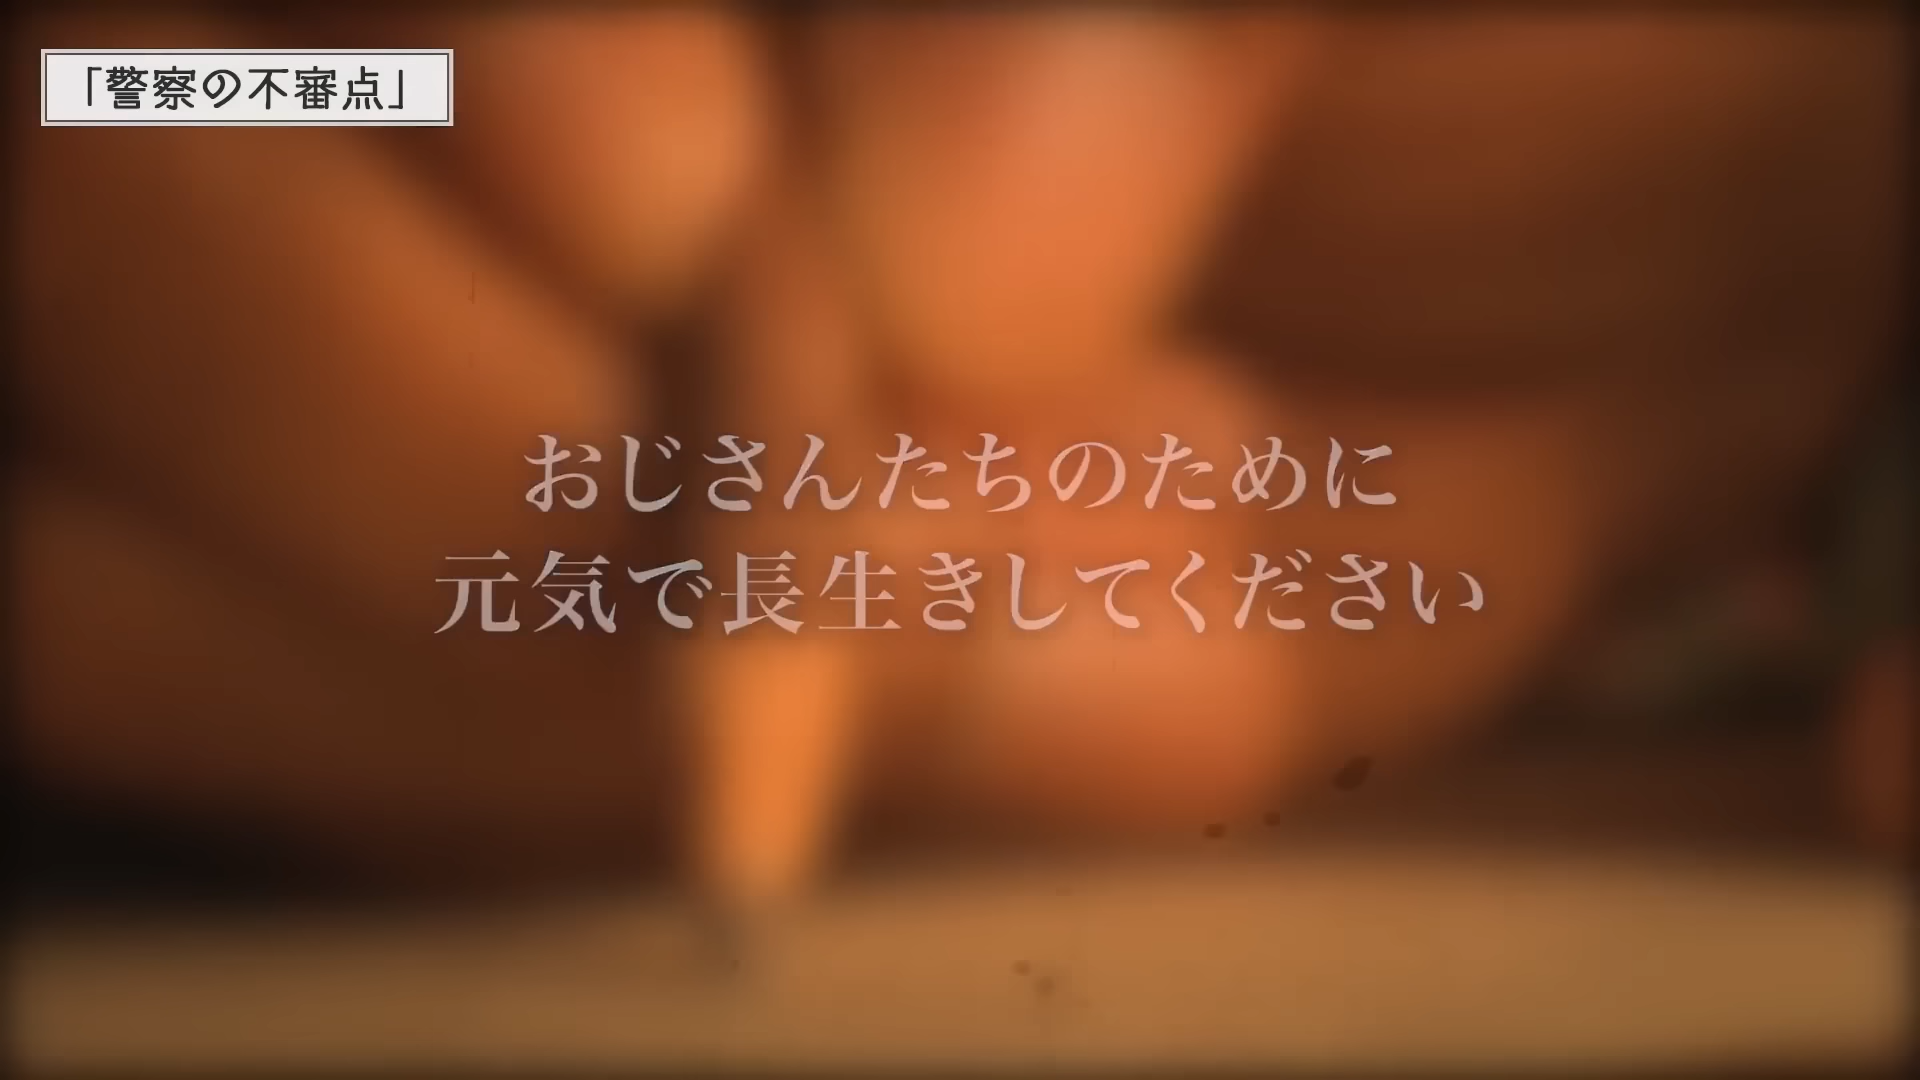 「警察の不審点」
おじさんたちのために
元気で長生きしてください